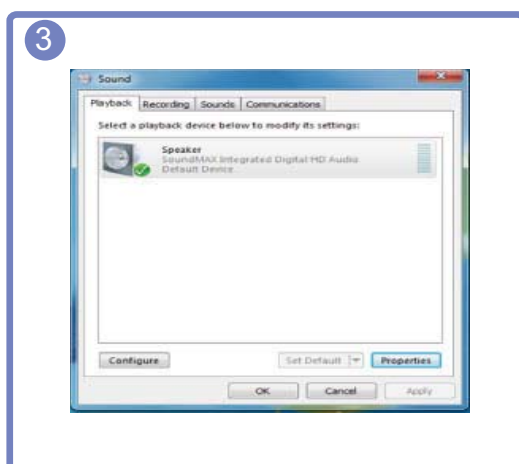 3
Sound
Playback Recording Sounds Communications
Select a playback device below to modify its settings:
Speaker
SoundMAX Integrated Digital HD Audio
Default Device
Configure Set Default Properties
OK Cancel Apply